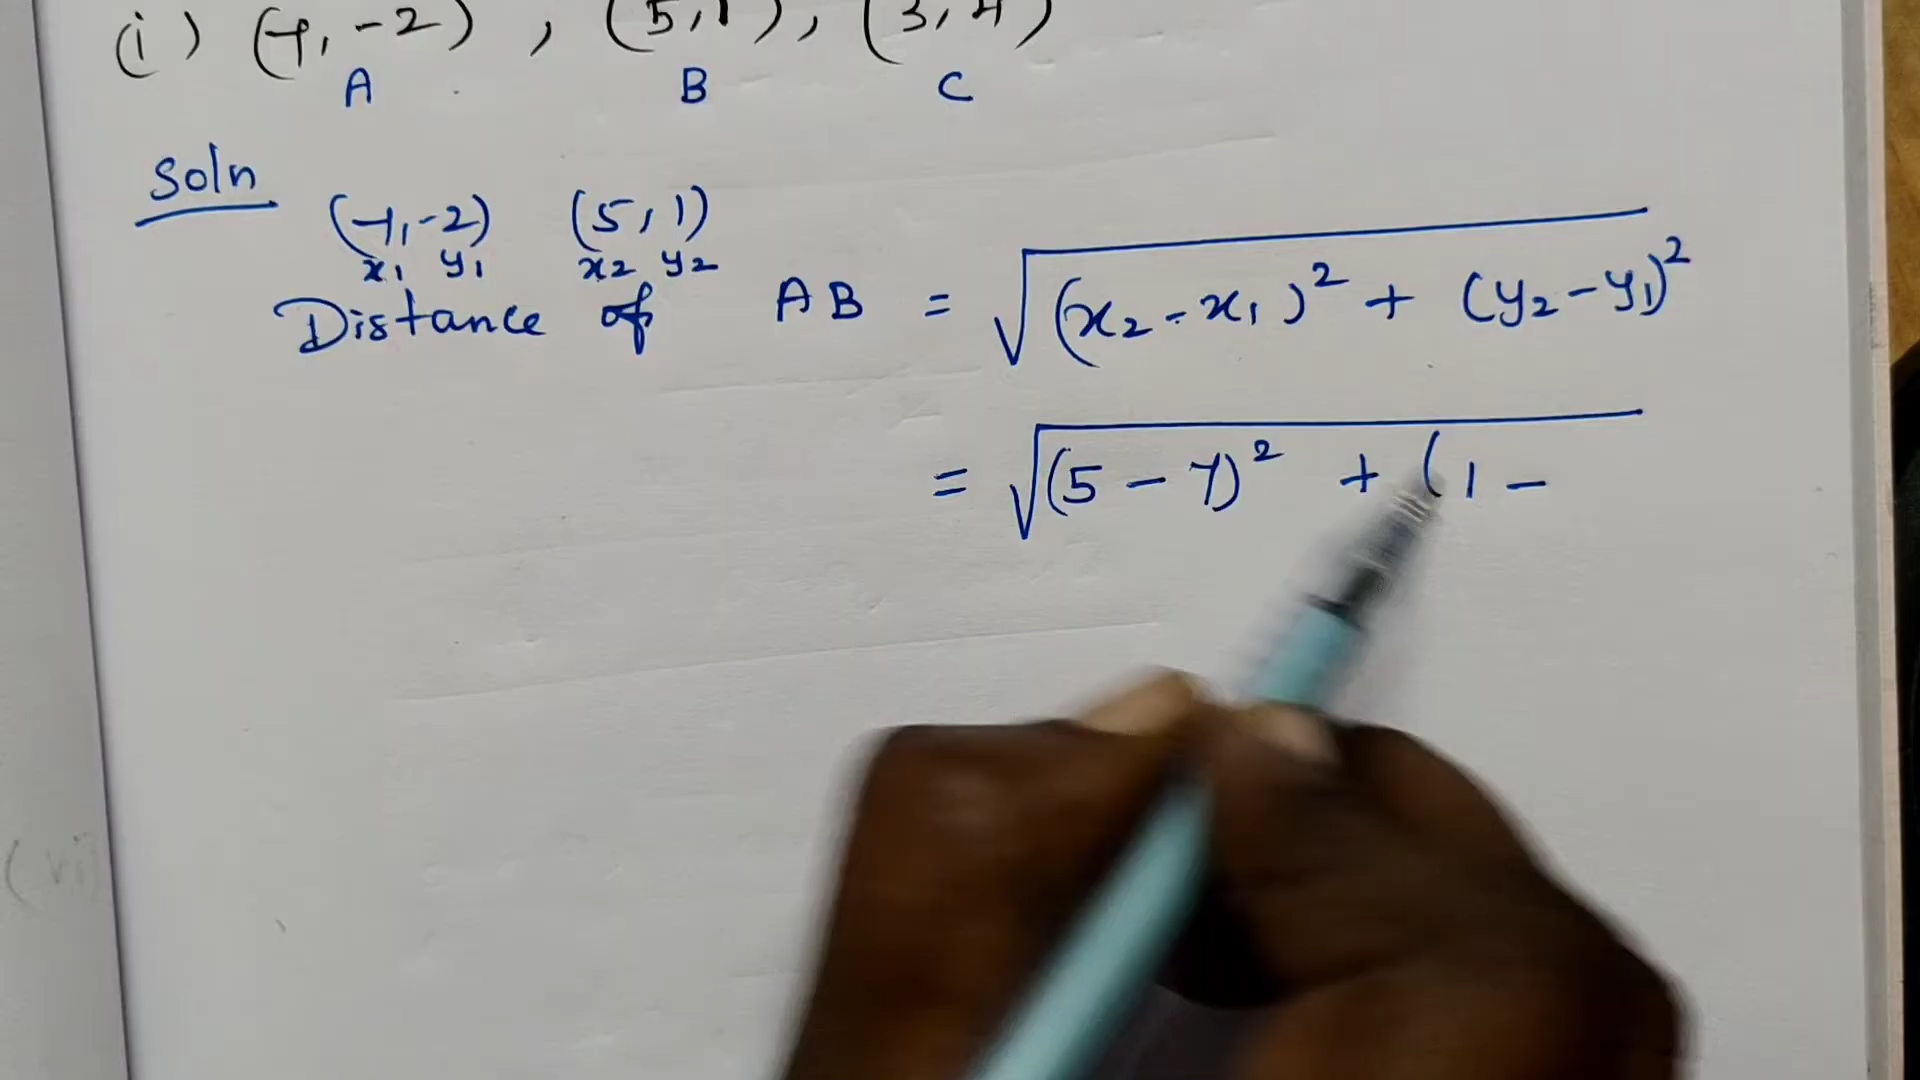 (i) (7, -2) , (5, 1), (3, 4)
A B C
Soln
(7, -2) (5, 1)
x₁ y₁ x₂ y₂
Distance of AB = √(x₂ - x₁)² + (y₂ - y₁)²
= √(5 - 7)² + (1 -
(vi)